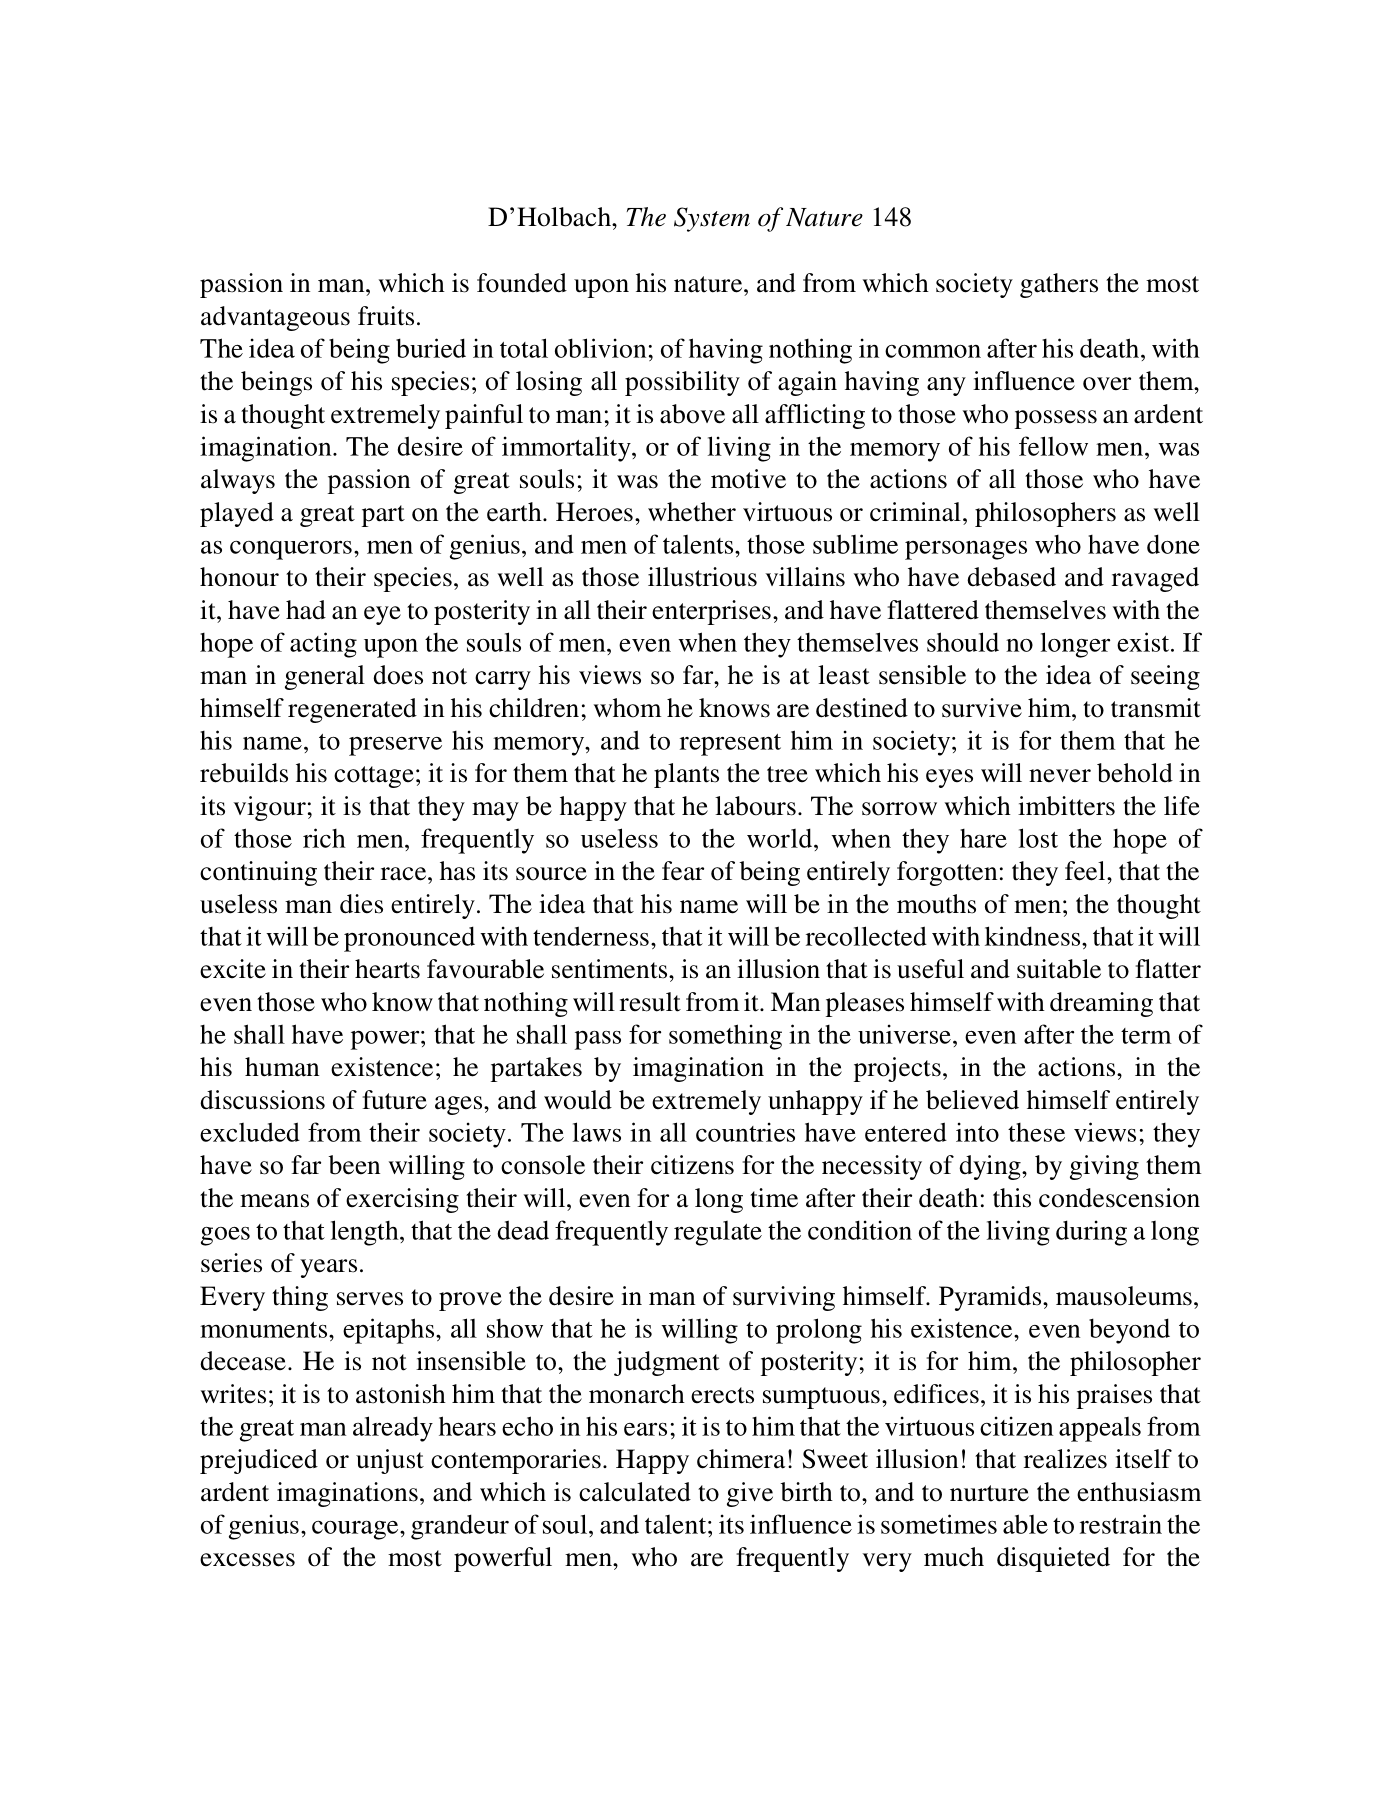 D’Holbach, The System of Nature 148
passion in man, which is founded upon his nature, and from which society gathers the most
advantageous fruits.
The idea of being buried in total oblivion; of having nothing in common after his death, with
the beings of his species; of losing all possibility of again having any influence over them,
is a thought extremely painful to man; it is above all afflicting to those who possess an ardent
imagination. The desire of immortality, or of living in the memory of his fellow men, was
always the passion of great souls; it was the motive to the actions of all those who have
played a great part on the earth. Heroes, whether virtuous or criminal, philosophers as well
as conquerors, men of genius, and men of talents, those sublime personages who have done
honour to their species, as well as those illustrious villains who have debased and ravaged
it, have had an eye to posterity in all their enterprises, and have flattered themselves with the
hope of acting upon the souls of men, even when they themselves should no longer exist. If
man in general does not carry his views so far, he is at least sensible to the idea of seeing
himself regenerated in his children; whom he knows are destined to survive him, to transmit
his name, to preserve his memory, and to represent him in society; it is for them that he
rebuilds his cottage; it is for them that he plants the tree which his eyes will never behold in
its vigour; it is that they may be happy that he labours. The sorrow which imbitters the life
of those rich men, frequently so useless to the world, when they hare lost the hope of
continuing their race, has its source in the fear of being entirely forgotten: they feel, that the
useless man dies entirely. The idea that his name will be in the mouths of men; the thought
that it will be pronounced with tenderness, that it will be recollected with kindness, that it will
excite in their hearts favourable sentiments, is an illusion that is useful and suitable to flatter
even those who know that nothing will result from it. Man pleases himself with dreaming that
he shall have power; that he shall pass for something in the universe, even after the term of
his human existence; he partakes by imagination in the projects, in the actions, in the
discussions of future ages, and would be extremely unhappy if he believed himself entirely
excluded from their society. The laws in all countries have entered into these views; they
have so far been willing to console their citizens for the necessity of dying, by giving them
the means of exercising their will, even for a long time after their death: this condescension
goes to that length, that the dead frequently regulate the condition of the living during a long
series of years.
Every thing serves to prove the desire in man of surviving himself. Pyramids, mausoleums,
monuments, epitaphs, all show that he is willing to prolong his existence, even beyond to
decease. He is not insensible to, the judgment of posterity; it is for him, the philosopher
writes; it is to astonish him that the monarch erects sumptuous, edifices, it is his praises that
the great man already hears echo in his ears; it is to him that the virtuous citizen appeals from
prejudiced or unjust contemporaries. Happy chimera! Sweet illusion! that realizes itself to
ardent imaginations, and which is calculated to give birth to, and to nurture the enthusiasm
of genius, courage, grandeur of soul, and talent; its influence is sometimes able to restrain the
excesses of the most powerful men, who are frequently very much disquieted for the